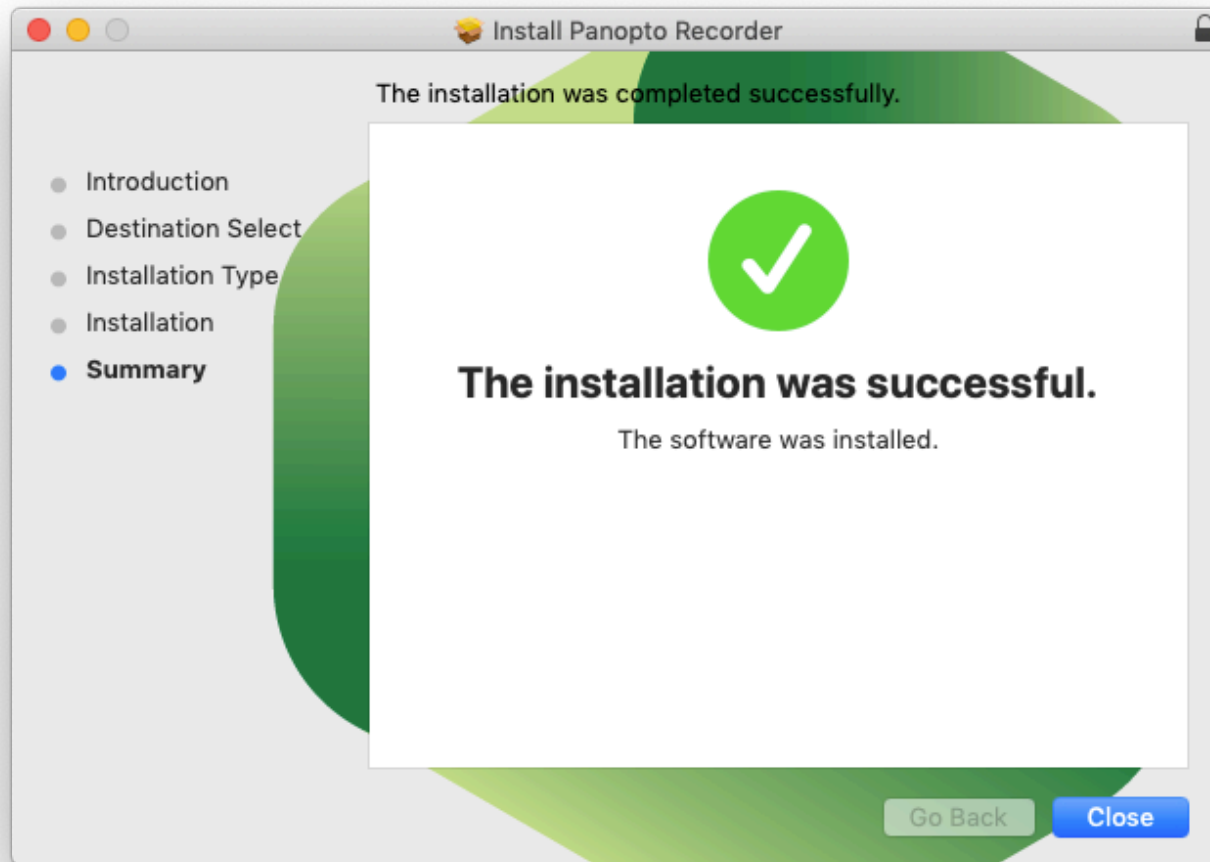 Install Panopto Recorder
The installation was completed successfully.
Introduction
Destination Select
Installation Type
Installation
Summary
The installation was successful.
The software was installed.
Go Back
Close